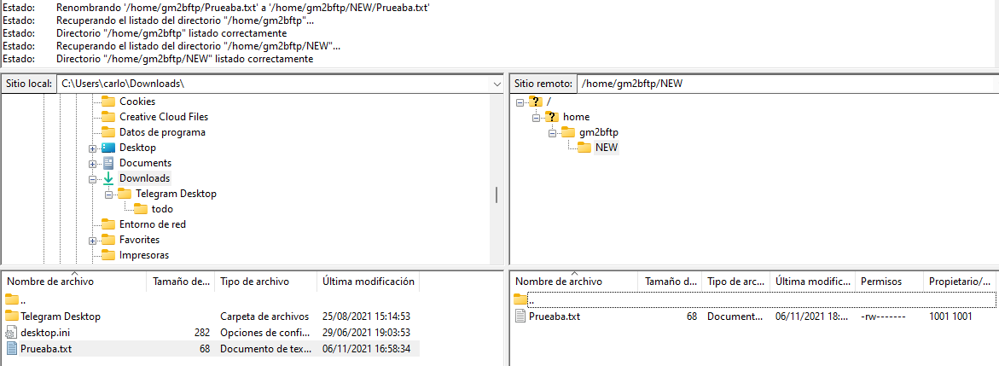 Estado: Renombrando '/home/gm2bftp/Prueaba.txt' a '/home/gm2bftp/NEW/Prueaba.txt'
Estado: Recuperando el listado del directorio "/home/gm2bftp"...
Estado: Directorio "/home/gm2bftp" listado correctamente
Estado: Recuperando el listado del directorio "/home/gm2bftp/NEW"...
Estado: Directorio "/home/gm2bftp/NEW" listado correctamente
Sitio local: C:\Users\carlo\Downloads\
Cookies
Creative Cloud Files
Datos de programa
Desktop
Documents
Downloads
Telegram Desktop
todo
Entorno de red
Favorites
Impresoras
Sitio remoto: /home/gm2bftp/NEW
/
home
gm2bftp
NEW
Nombre de archivo Tamaño de... Tipo de archivo Última modificación
..
Telegram Desktop Carpeta de archivos 25/08/2021 15:14:53
desktop.ini 282 Opciones de confi... 29/06/2021 19:03:53
Prueaba.txt 68 Documento de tex... 06/11/2021 16:58:34
Nombre de archivo Tamaño d... Tipo de arc... Última modific... Permisos Propietario/...
..
Prueaba.txt 68 Document... 06/11/2021 18:... -rw------- 1001 1001